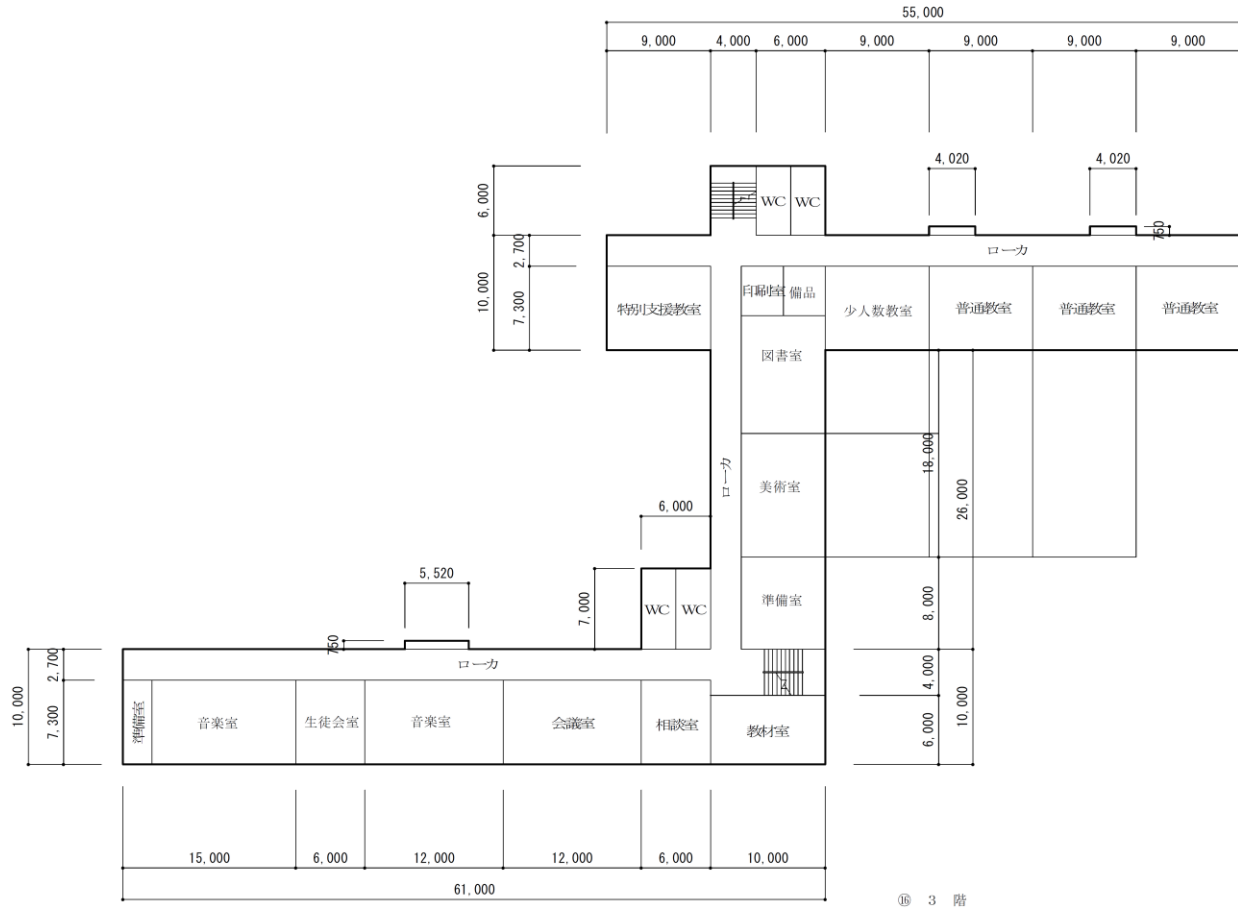 55,000
9,000 4,000 6,000 9,000 9,000 9,000 9,000
4,020 4,020
6,000
WC WC
750
2,700
ローカ
10,000
7,300
特別支援教室 印刷室 備品 少人数教室 普通教室 普通教室 普通教室
図書室
18,000
ローカ
美術室
26,000
6,000
5,520
7,000
WC WC
準備室
8,000
750
2,700
ローカ
4,000
10,000
7,300
準備室 音楽室 生徒会室 音楽室 会議室 相談室 教材室
6,000
10,000
15,000 6,000 12,000 12,000 6,000 10,000
61,000
⑯ 3 階